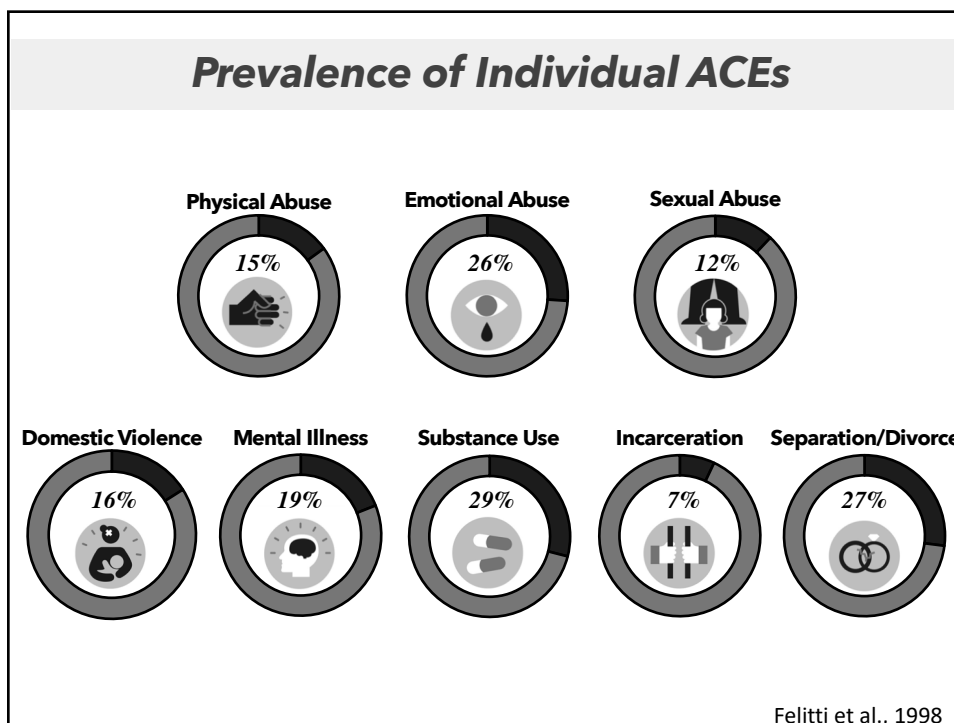 Prevalence of Individual ACEs
Physical Abuse
Emotional Abuse
Sexual Abuse
15%
26%
12%
Domestic Violence
Mental Illness
Substance Use
Incarceration
Separation/Divorce
16%
19%
29%
7%
27%
Felitti et al., 1998